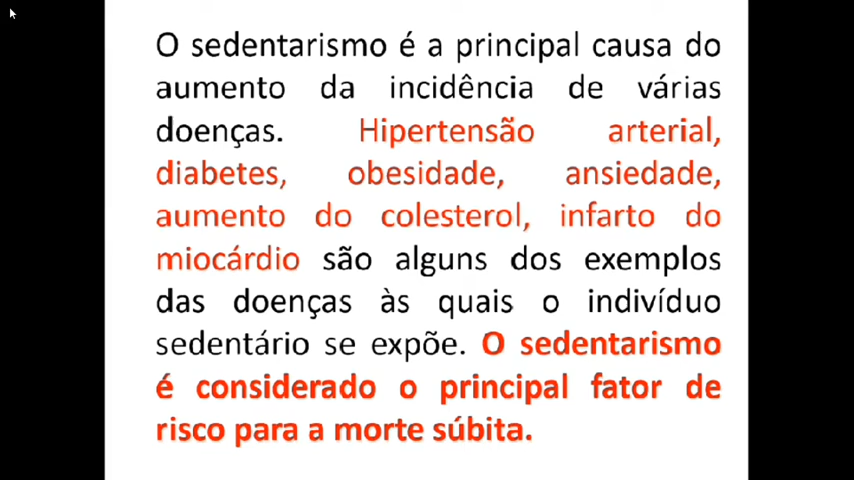 O sedentarismo é a principal causa do
aumento da incidência de várias
doenças. Hipertensão arterial,
diabetes, obesidade, ansiedade,
aumento do colesterol, infarto do
miocárdio são alguns dos exemplos
das doenças às quais o indivíduo
sedentário se expõe. O sedentarismo
é considerado o principal fator de
risco para a morte súbita.